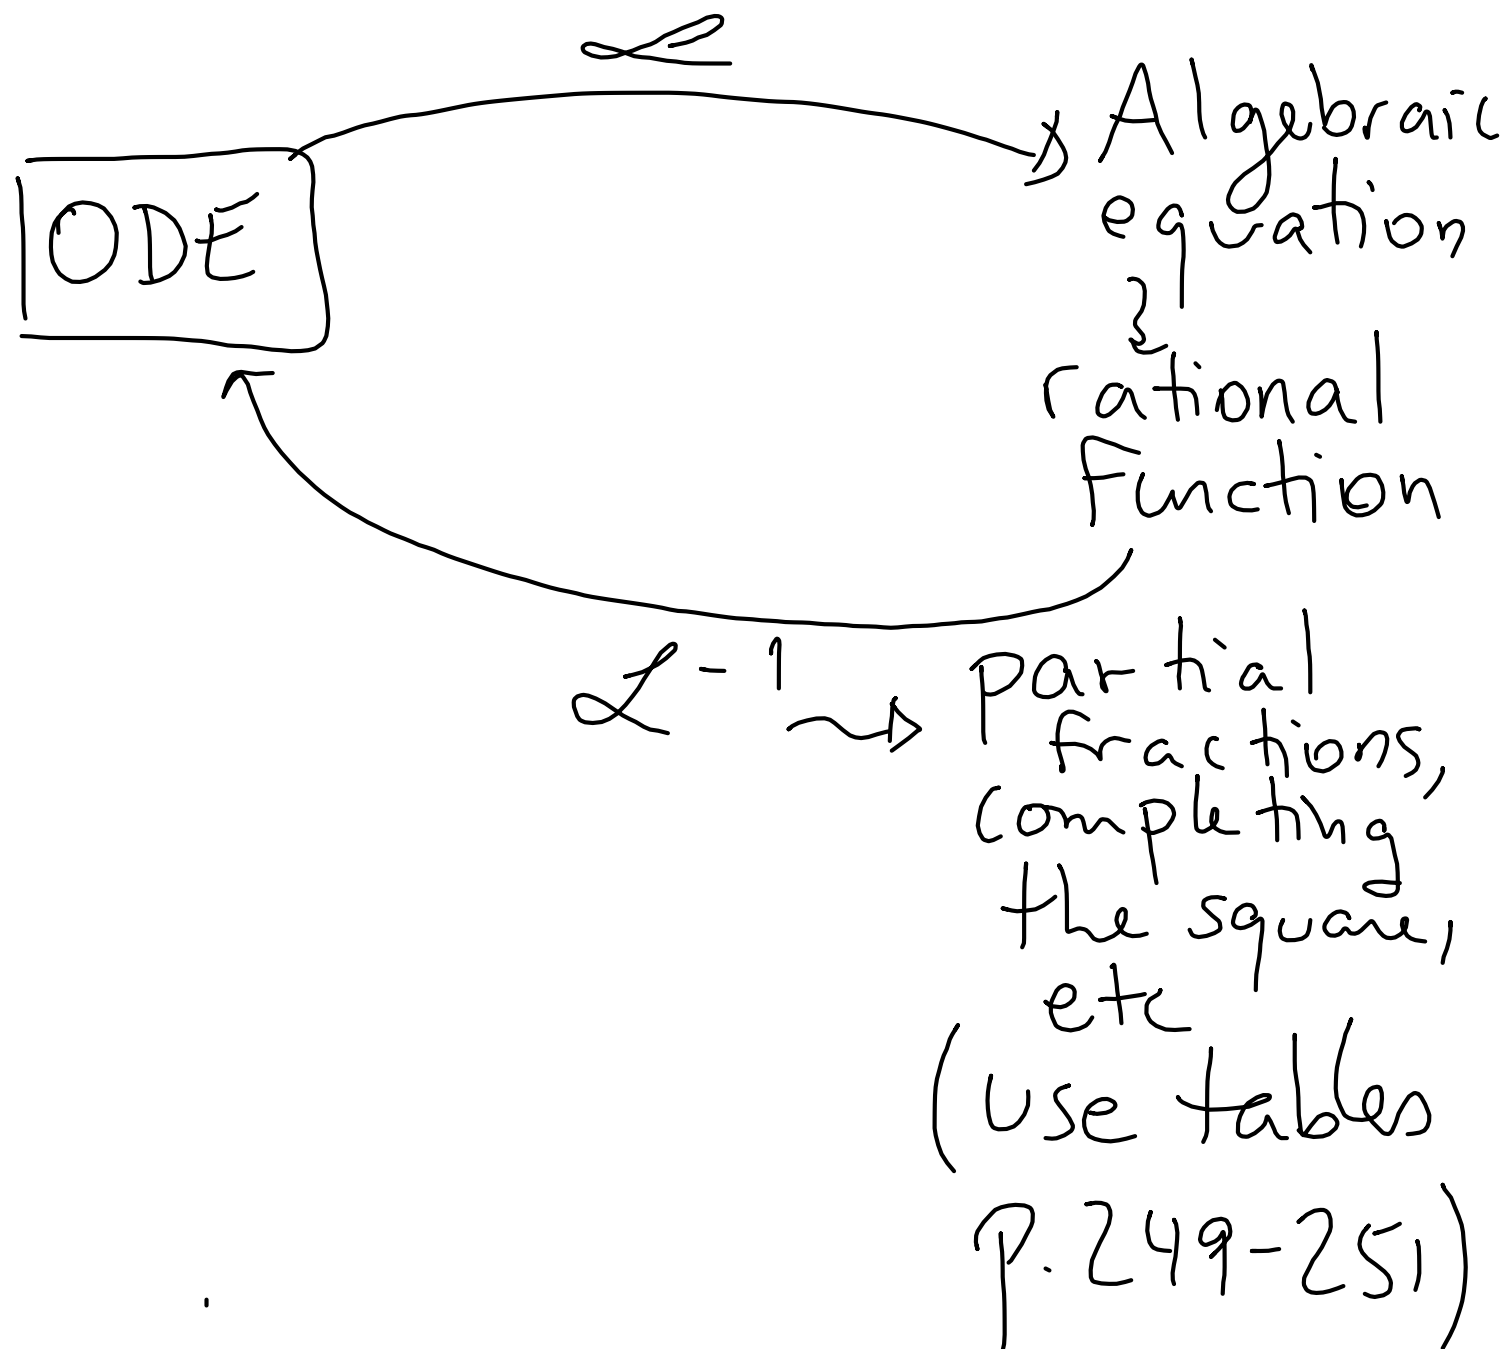 ℒ
Algebraic
equation
ODE
rational
function
ℒ⁻¹
partial
fractions,
completing
the square,
etc
(use tables
p. 249-251)